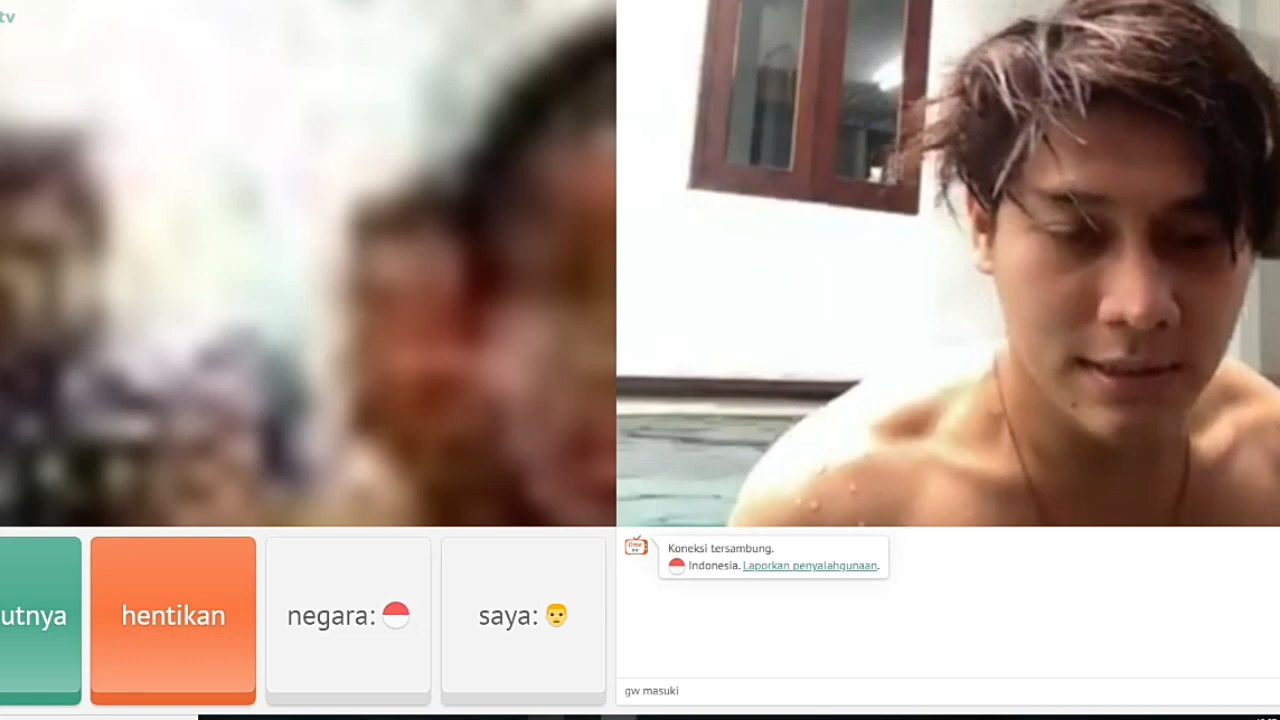 tv
utnya
hentikan
negara:
saya:
Koneksi tersambung.
Indonesia. Laporkan penyalahgunaan.
gw masuki